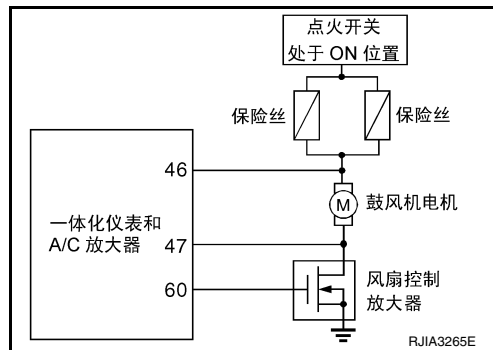 点火开关
处于 ON 位置
保险丝
保险丝
46
一体化仪表和
A/C 放大器
M
鼓风机电机
47
60
风扇控制
放大器
RJIA3265E